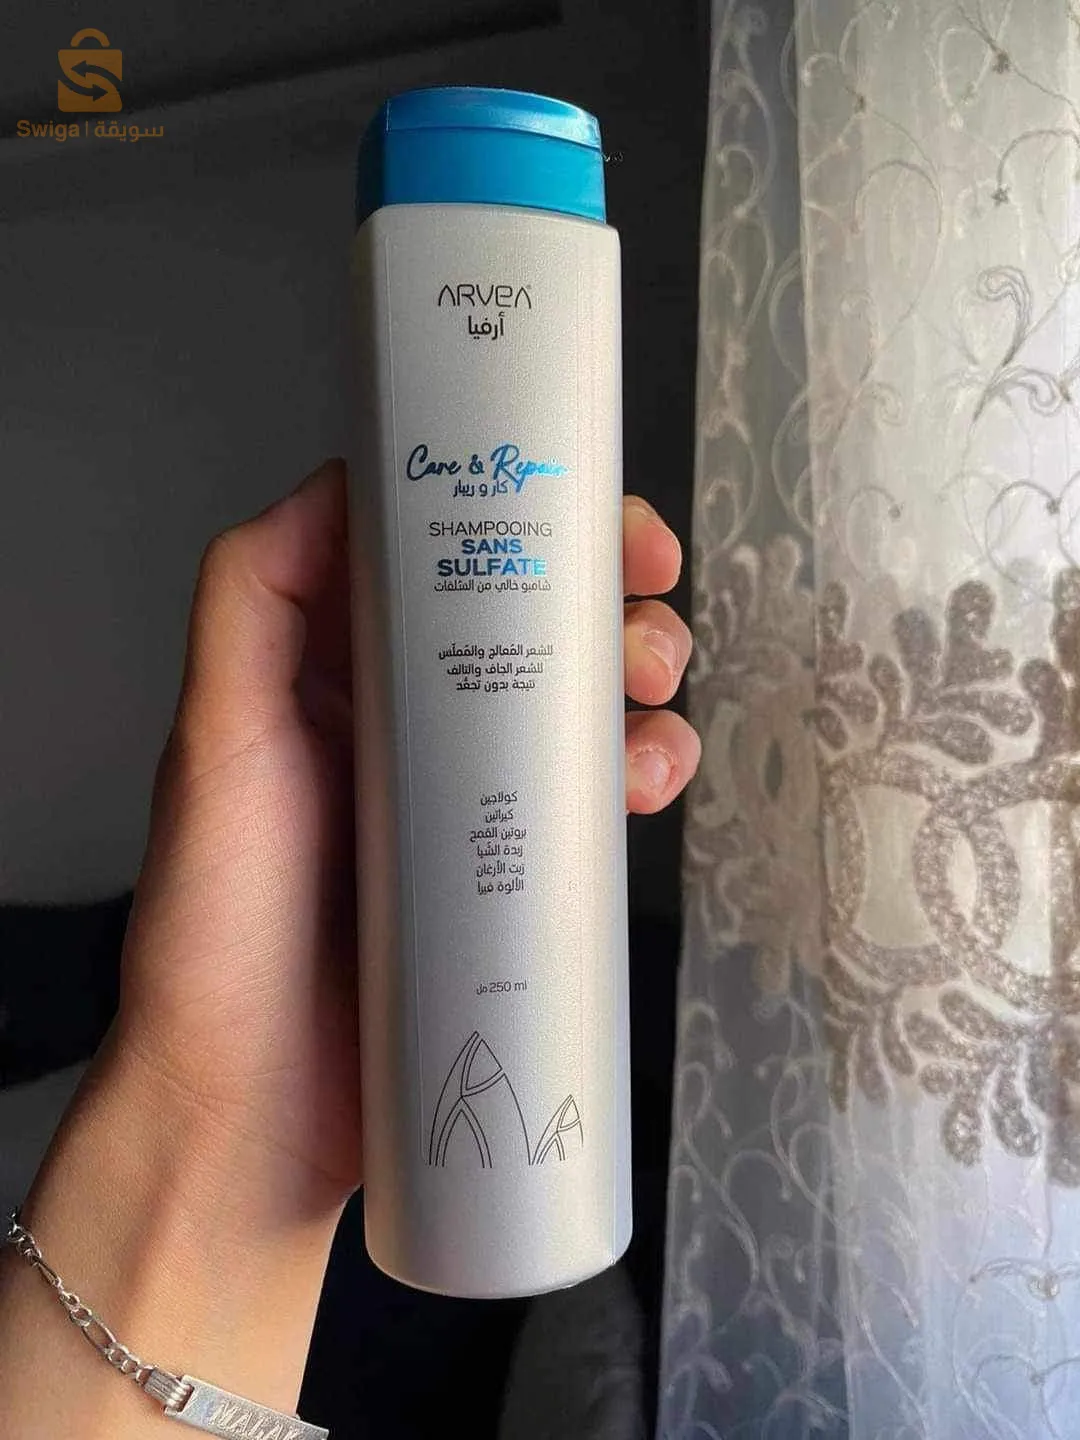 Swiga | سويقة
ARVEA
أرفيا
Care & Repair
كار و ريبار
SHAMPOOING
SANS
SULFATE
شامبو خالي من السلفات
للشعر المُعالج والمُملّس
للشعر الجاف والتالف
نتيجة بدون تجعّد
كولاجين
كيراتين
بروتين القمح
زبدة الشيا
زيت الأرغان
الألوة فيرا
250 ml مل
MALAK